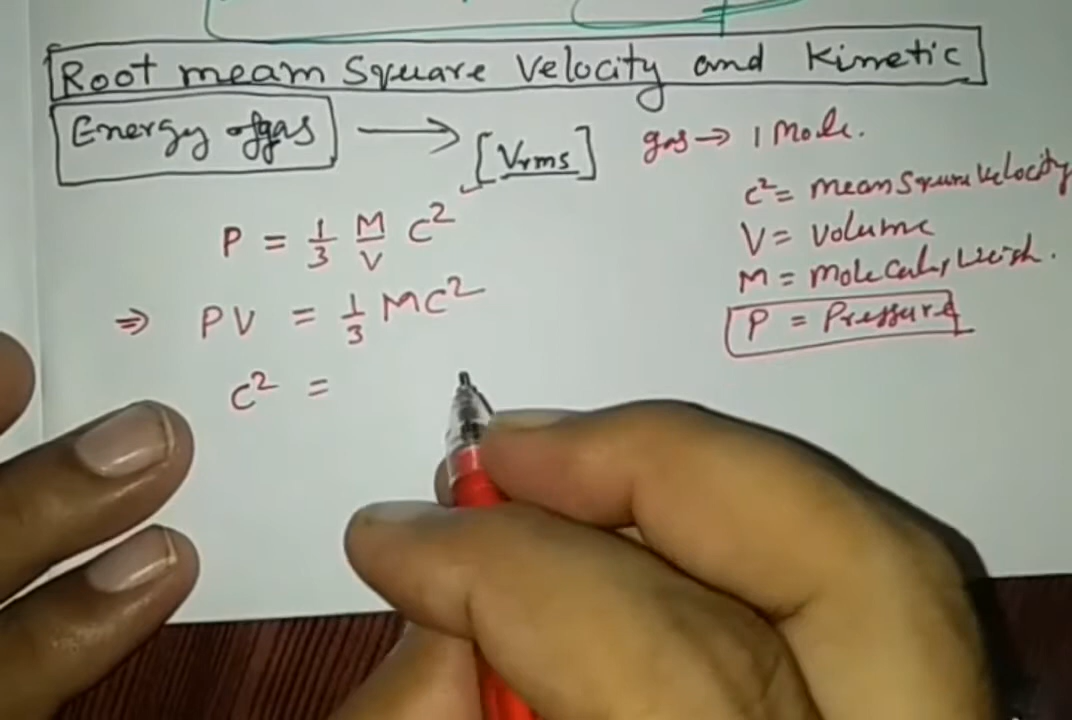 Root mean Square Velocity and Kinetic
Energy of gas → [Vrms]
gas → 1 Mole.
P = 1/3 M/V C²
⇒ PV = 1/3 MC²
C² =
C² = mean Square Velocity
V = Volume
M = Molecular
P = Pressure